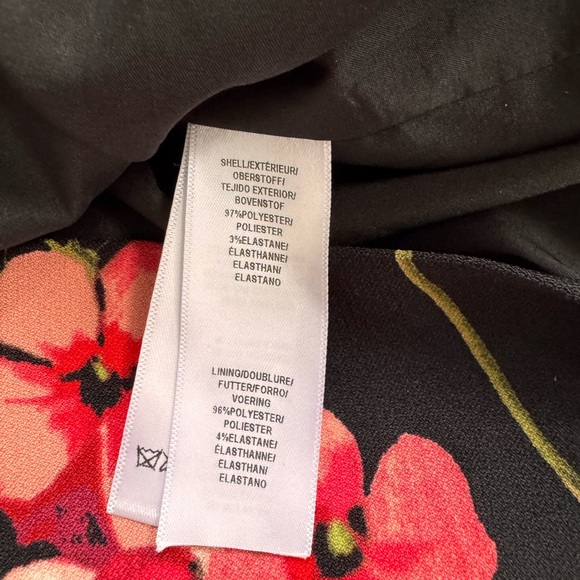 SHELL/EXTÉRIEUR/
OBERSTOFF/
TEJIDO EXTERIOR/
BOVENSTOF
97%POLYESTER/
POLIESTER
3%ELASTANE/
ÉLASTHANNE/
ELASTHAN/
ELASTANO
LINING/DOUBLURE/
FUTTER/FORRO/
VOERING
96%POLYESTER/
POLIESTER
4%ELASTANE/
ÉLASTHANNE/
ELASTHAN/
ELASTANO